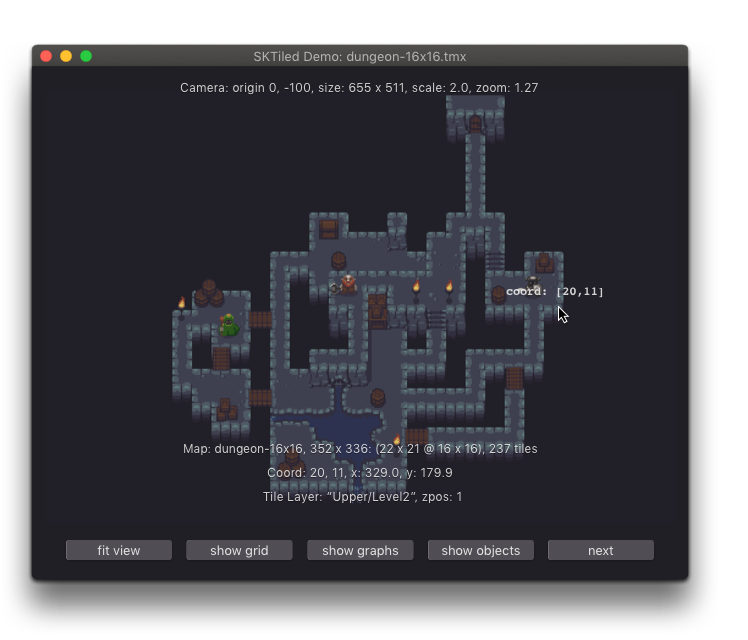 SKTiled Demo: dungeon-16x16.tmx
Camera: origin 0, -100, size: 655 x 511, scale: 2.0, zoom: 1.27
coord: [20,11]
Map: dungeon-16x16, 352 x 336: (22 x 21 @ 16 x 16), 237 tiles
Coord: 20, 11, x: 329.0, y: 179.9
Tile Layer: “Upper/Level2”, zpos: 1
fit view show grid show graphs show objects next